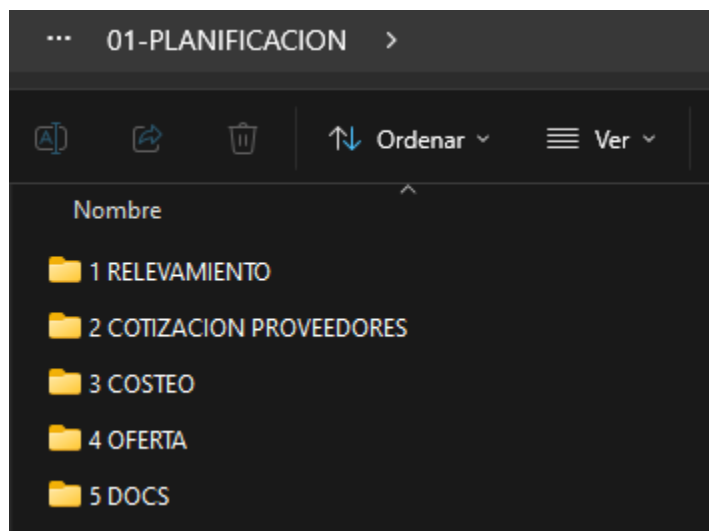 ... 01-PLANIFICACION >
Ordenar Ver
Nombre
1 RELEVAMIENTO
2 COTIZACION PROVEEDORES
3 COSTEO
4 OFERTA
5 DOCS